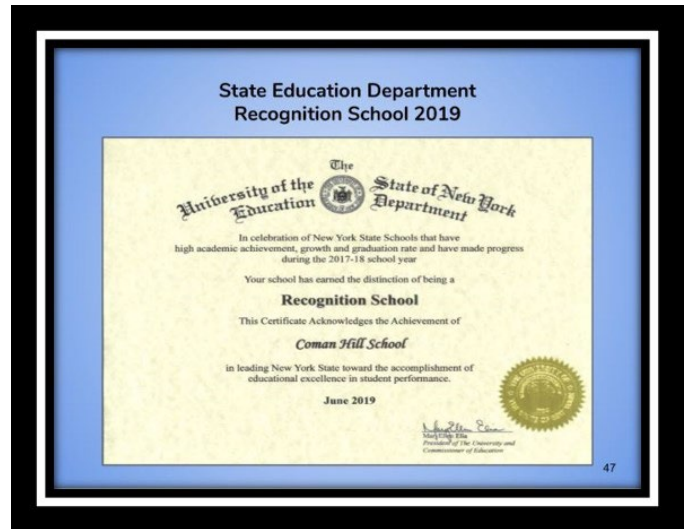 State Education Department
Recognition School 2019
The
University of the State of New York
Education Department
In celebration of New York State Schools that have
high academic achievement, growth and graduation rate and have made progress
during the 2017-18 school year
Your school has earned the distinction of being a
Recognition School
This Certificate Acknowledges the Achievement of
Coman Hill School
in leading New York State toward the accomplishment of
educational excellence in student performance.
June 2019
MaryEllen Elia
President of The University and
Commissioner of Education
47